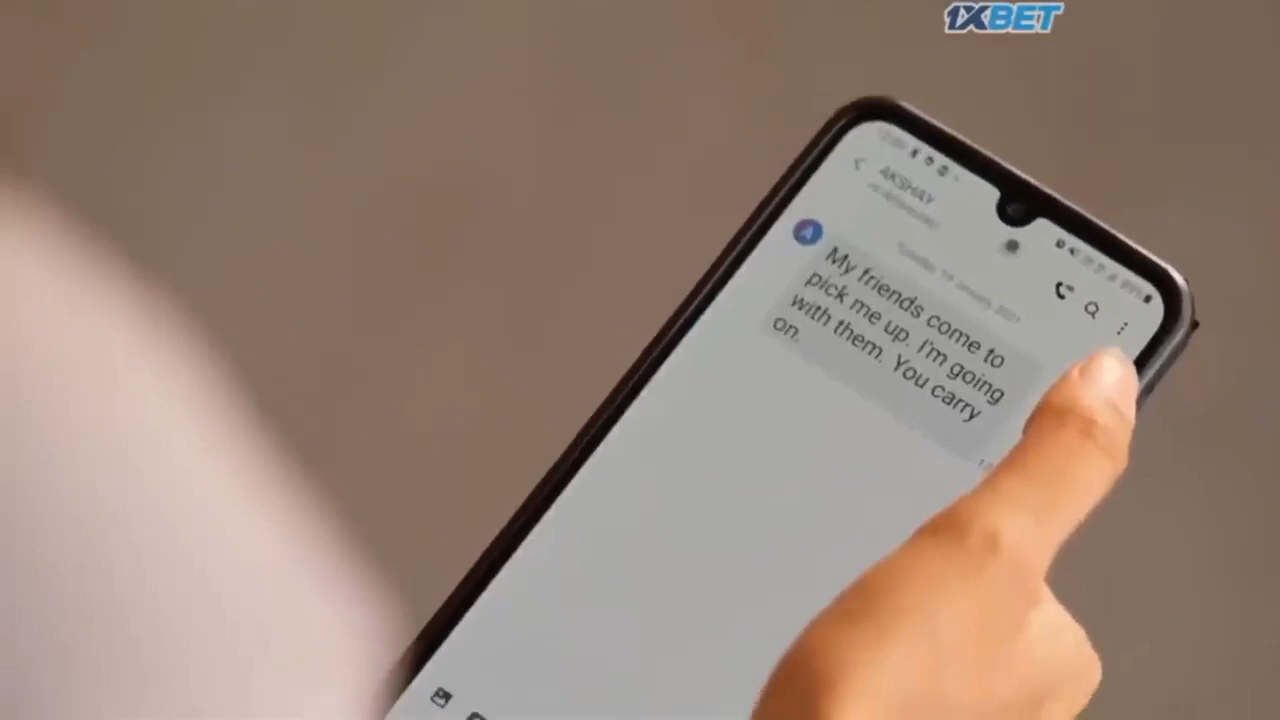 1XBET
AKSHAY
A
My friends come to
pick me up. I'm going
with them. You carry
on.